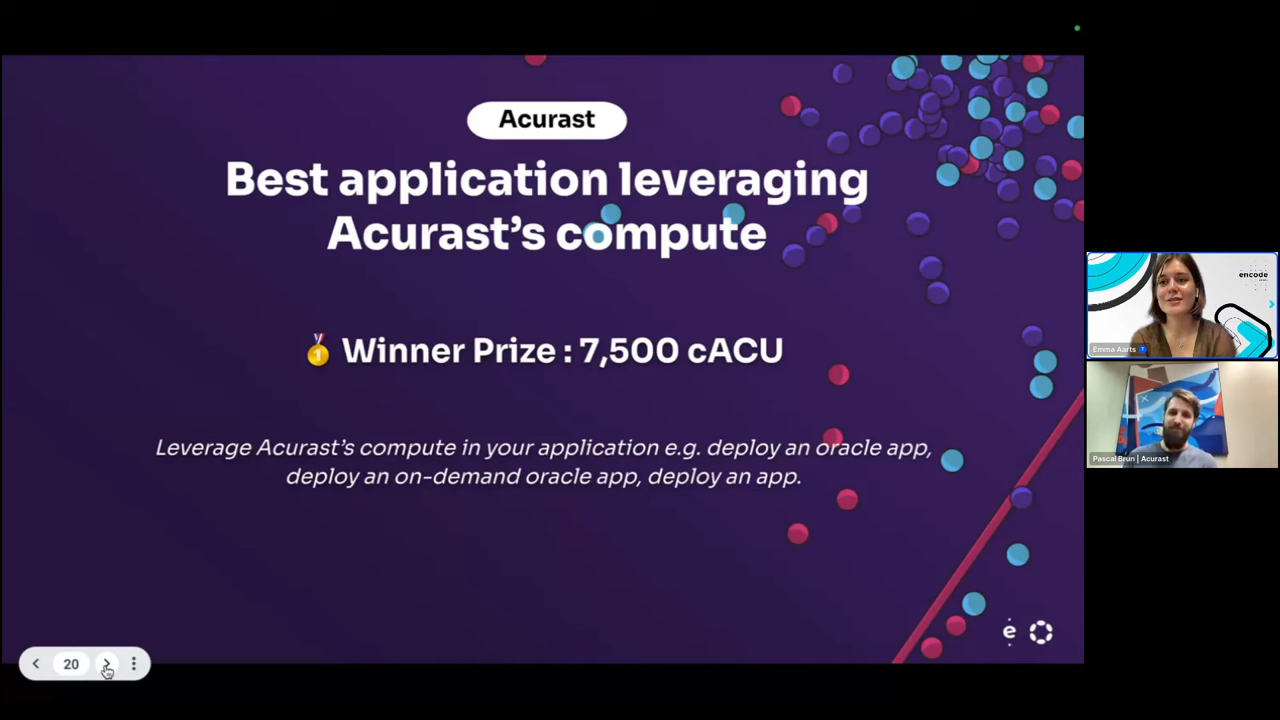 Acurast
Best application leveraging
Acurast’s compute
🥇 Winner Prize : 7,500 cACU
Leverage Acurast’s compute in your application e.g. deploy an oracle app,
deploy an on-demand oracle app, deploy an app.
encode
Emma Aarts
Pascal Brun | Acurast
e
20